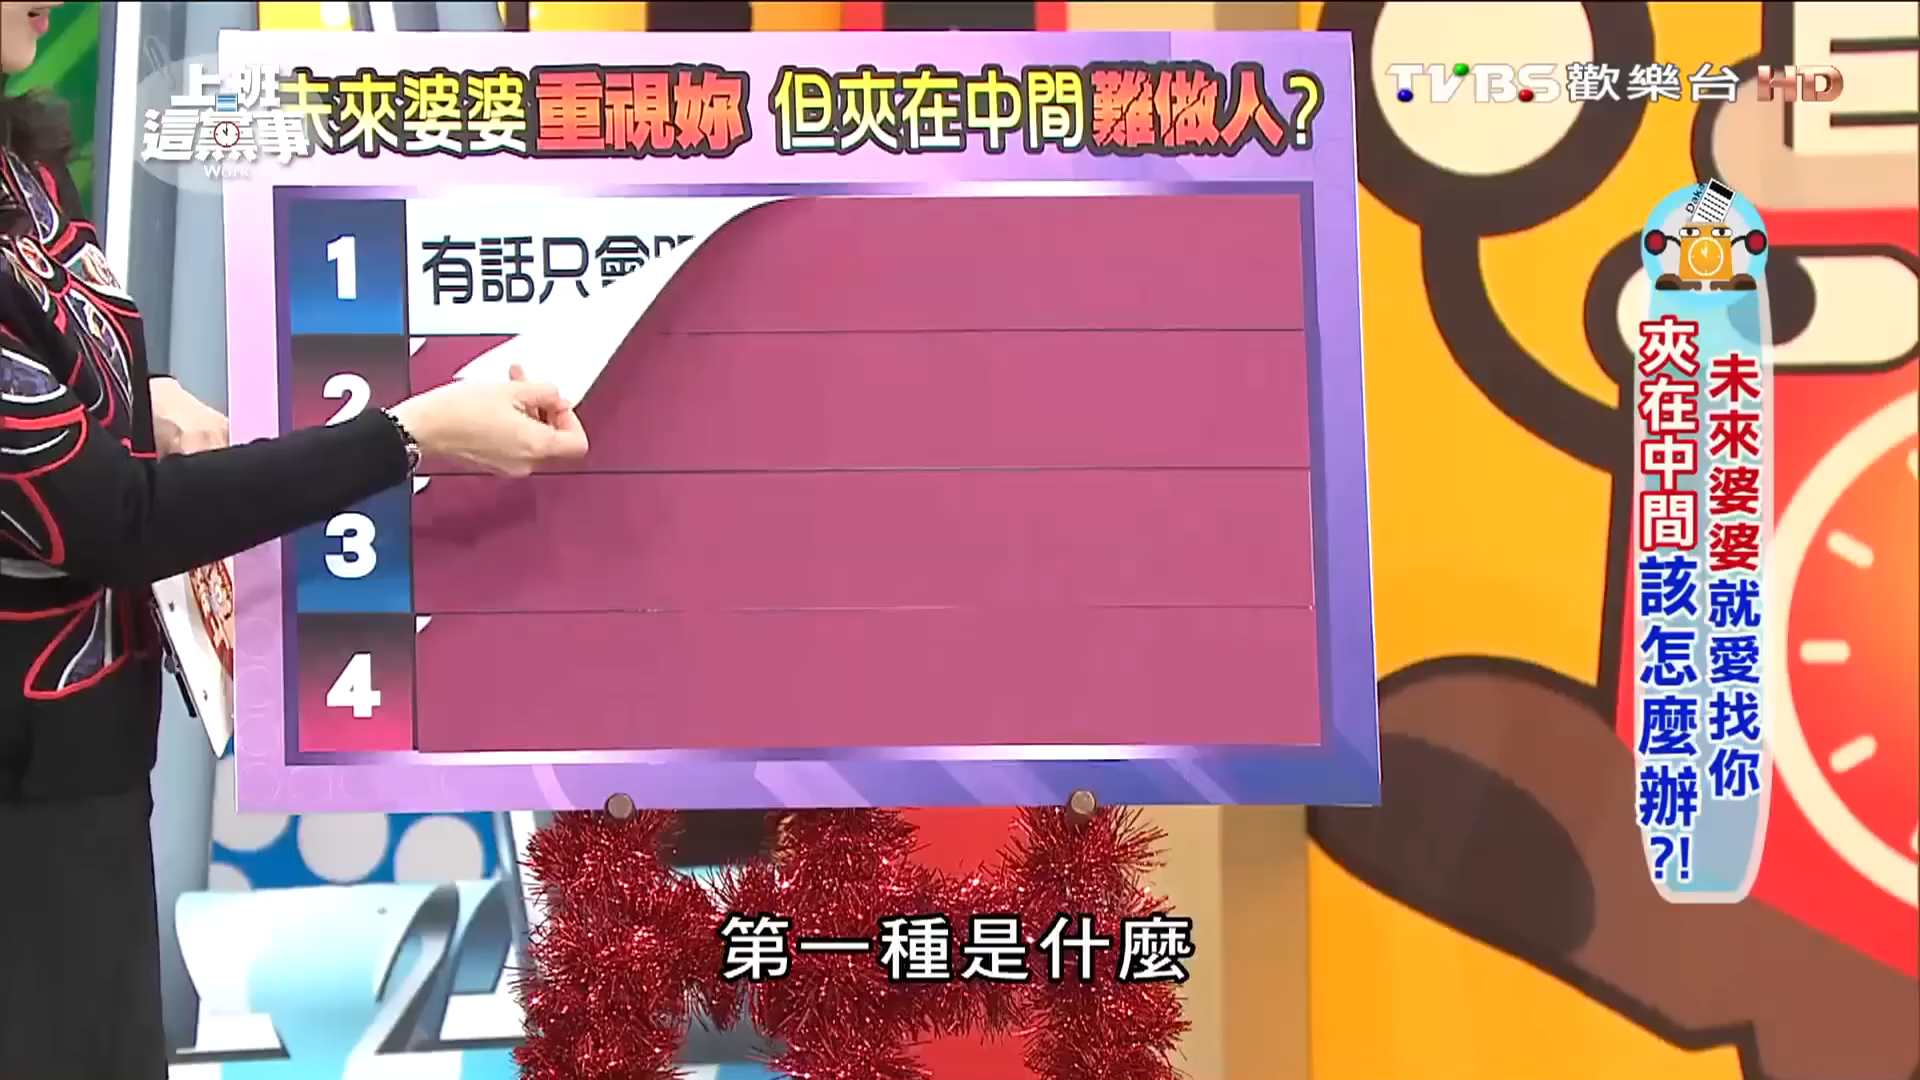 上班
這黨事
Work
未來婆婆重視妳 但夾在中間難做人?
TVBS歡樂台 HD
1
有話只會
2
3
4
未來婆婆就愛找你
夾在中間該怎麼辦?!
第一種是什麼